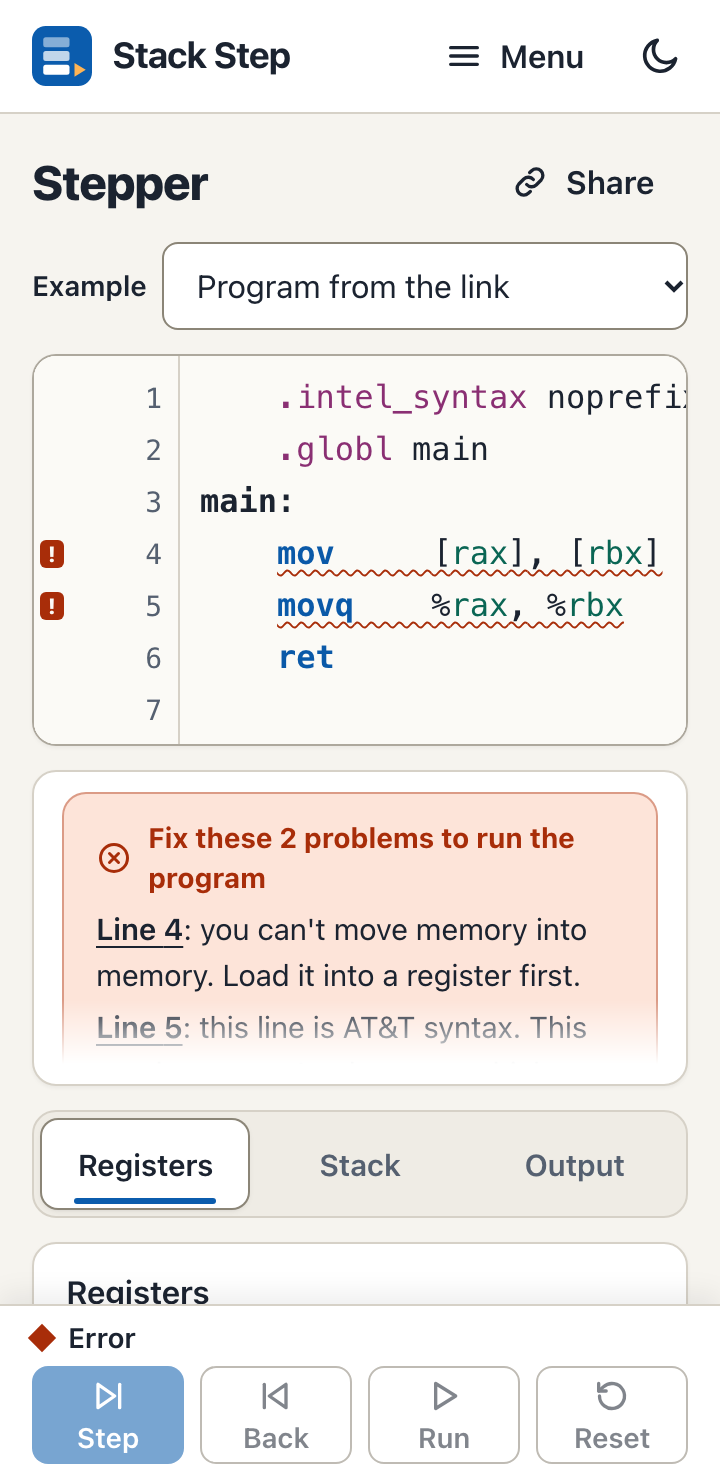 Stack Step
Menu
Stepper
Share
Example
Program from the link
1 .intel_syntax noprefix
2 .globl main
3 main:
4 mov [rax], [rbx]
5 movq %rax, %rbx
6 ret
7
Fix these 2 problems to run the
program
Line 4: you can't move memory into
memory. Load it into a register first.
Line 5: this line is AT&T syntax. This
Registers
Stack
Output
Registers
Error
Step
Back
Run
Reset